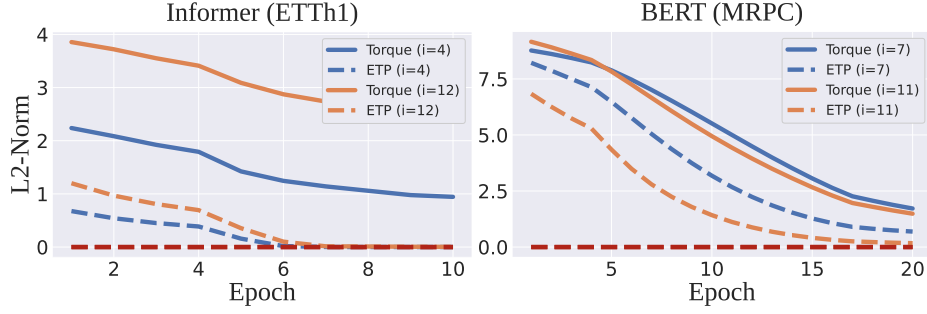 Informer (ETTh1)
L2-Norm
4
3
2
1
0
2
4
6
8
10
Epoch
Torque (i=4)
ETP (i=4)
Torque (i=12)
ETP (i=12)
BERT (MRPC)
7.5
5.0
2.5
0.0
5
10
15
20
Epoch
Torque (i=7)
ETP (i=7)
Torque (i=11)
ETP (i=11)